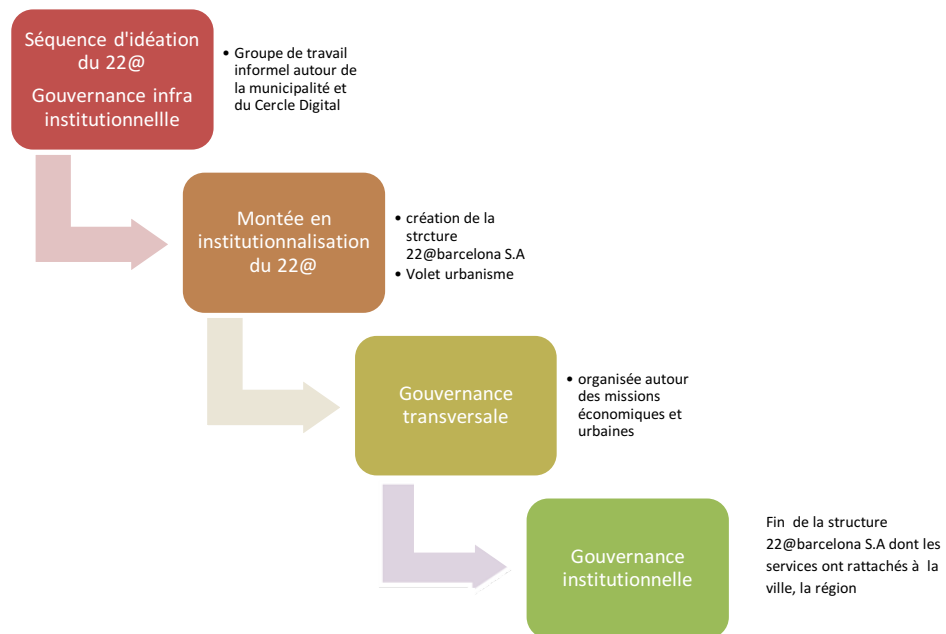 Séquence d'idéation
du 22@
Gouvernance infra
institutionnellle
• Groupe de travail
informel autour de
la municipalité et
du Cercle Digital
Montée en
institutionnalisation
du 22@
• création de la
strcture
22@barcelona S.A
• Volet urbanisme
Gouvernance
transversale
• organisée autour
des missions
économiques et
urbaines
Gouvernance
institutionnelle
Fin de la structure
22@barcelona S.A dont les
services ont rattachés à la
ville, la région